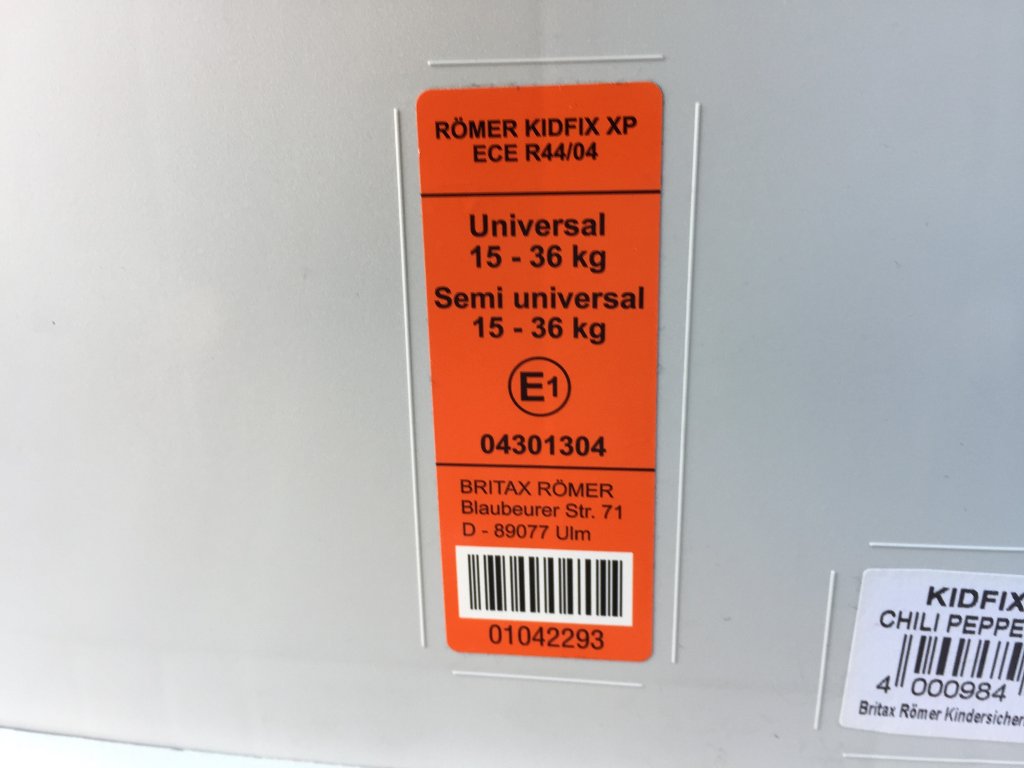 RÖMER KIDFIX XP
ECE R44/04
Universal
15 - 36 kg
Semi universal
15 - 36 kg
E1
04301304
BRITAX RÖMER
Blaubeurer Str. 71
D - 89077 Ulm
01042293
KIDFIX
CHILI PEPPE
4 000984
Britax Römer Kindersicher